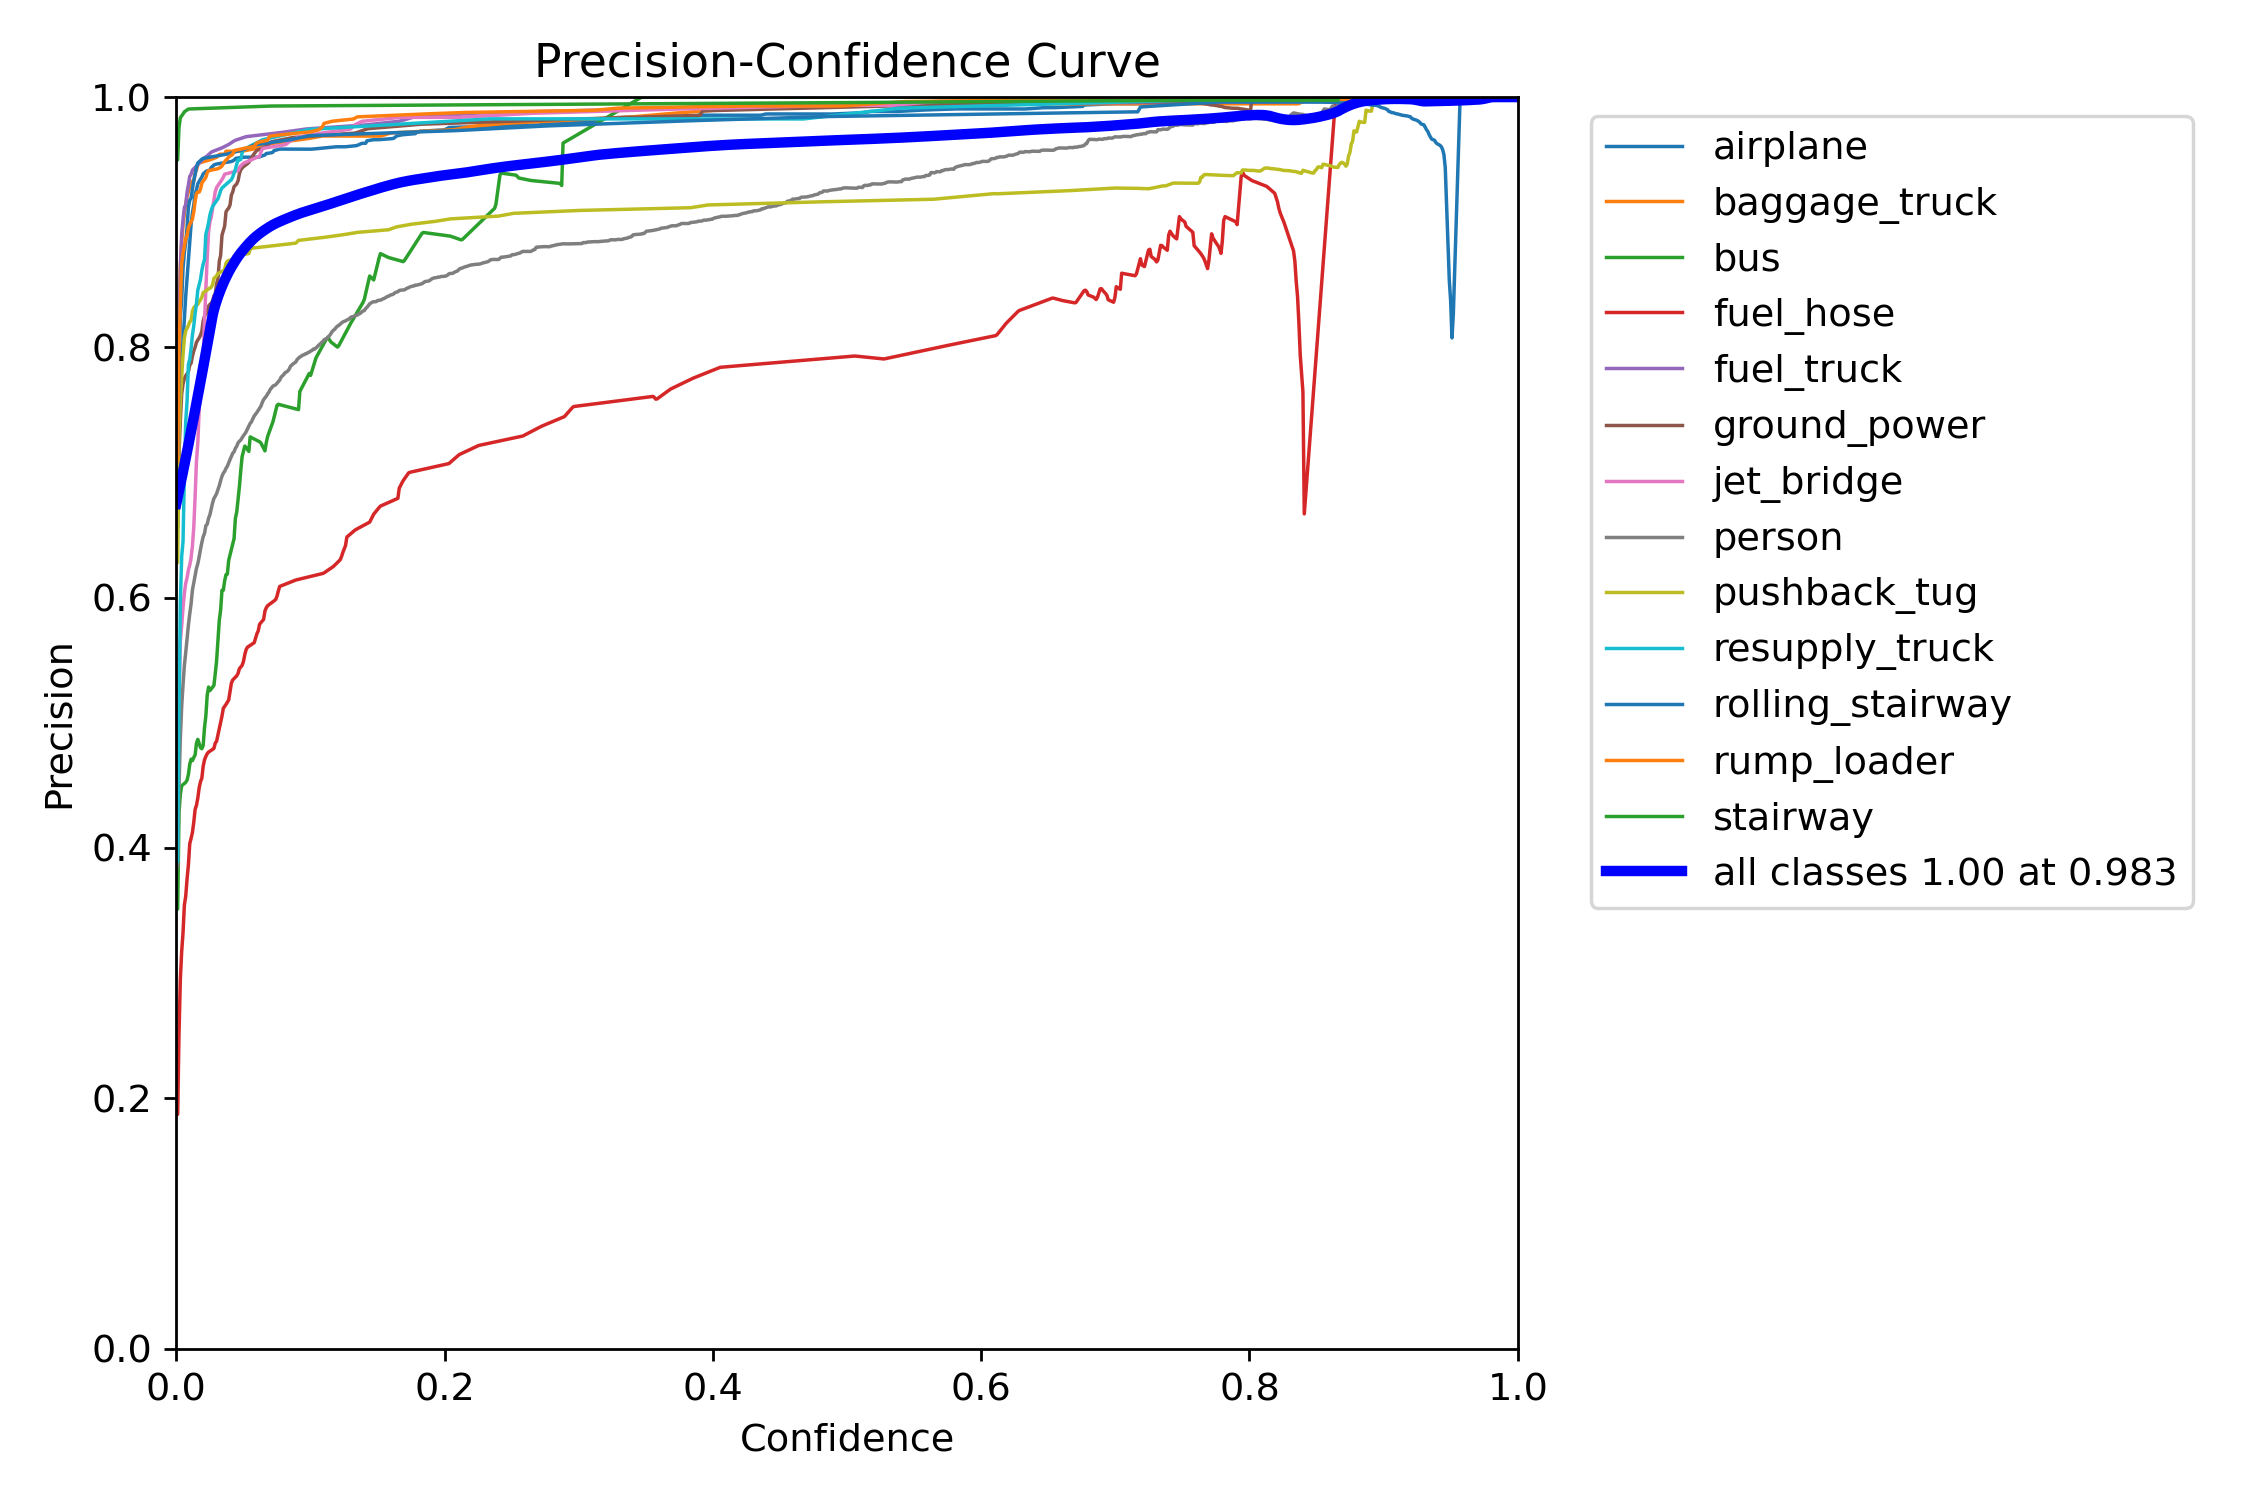 Precision-Confidence Curve
1.0
0.8
0.6
0.4
0.2
0.0
Precision
0.0 0.2 0.4 0.6 0.8 1.0
Confidence
airplane
baggage_truck
bus
fuel_hose
fuel_truck
ground_power
jet_bridge
person
pushback_tug
resupply_truck
rolling_stairway
rump_loader
stairway
all classes 1.00 at 0.983